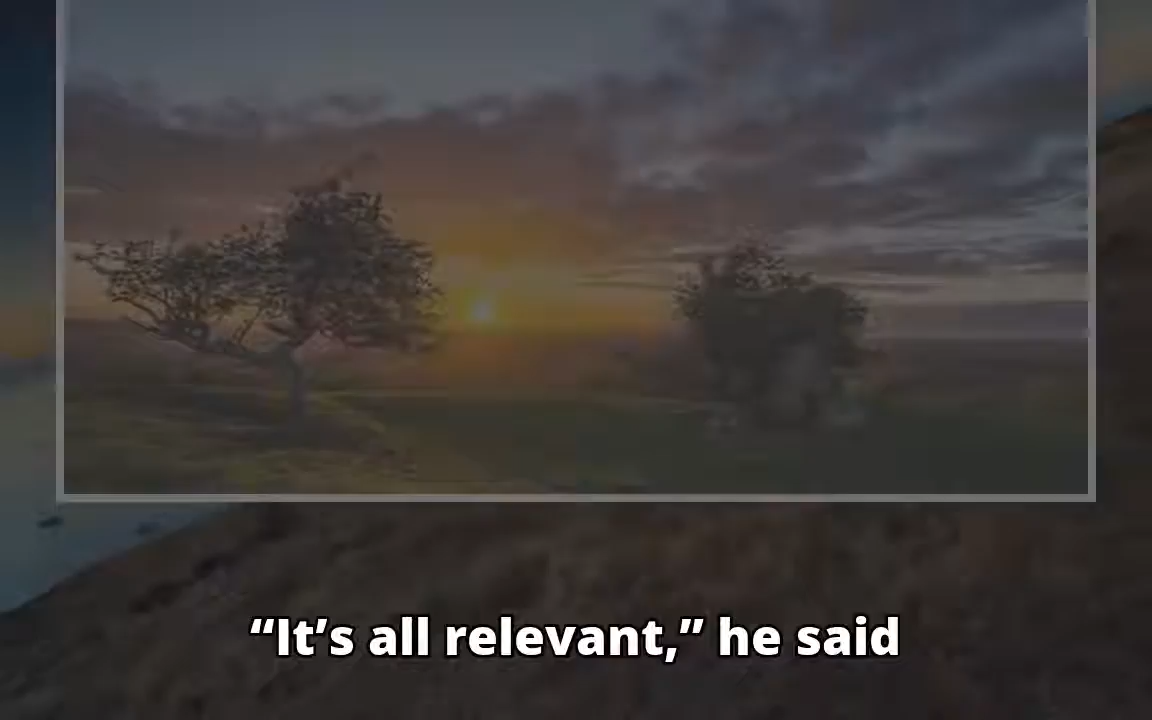 “It’s all relevant,” he said